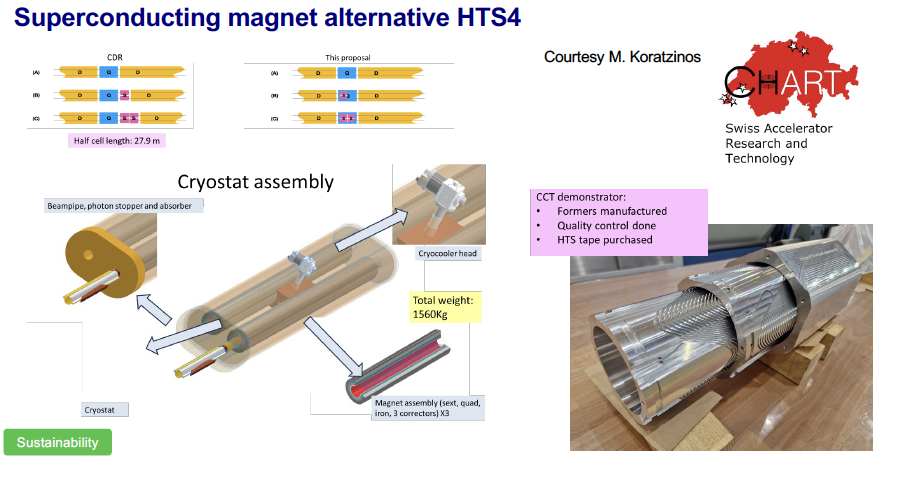 Superconducting magnet alternative HTS4
Courtesy M. Koratzinos
CHART
Swiss Accelerator
Research and
Technology
CDR
(A) D Q D
(B) D Q S D
(C) D Q S S D
Half cell length: 27.9 m
This proposal
(A) D Q D
(B) D D
(C) D D
Cryostat assembly
Beampipe, photon stopper and absorber
Cryocooler head
Total weight:
1560Kg
Magnet assembly (sext, quad,
iron, 3 correctors) X3
Cryostat
Sustainability
CCT demonstrator:
• Formers manufactured
• Quality control done
• HTS tape purchased